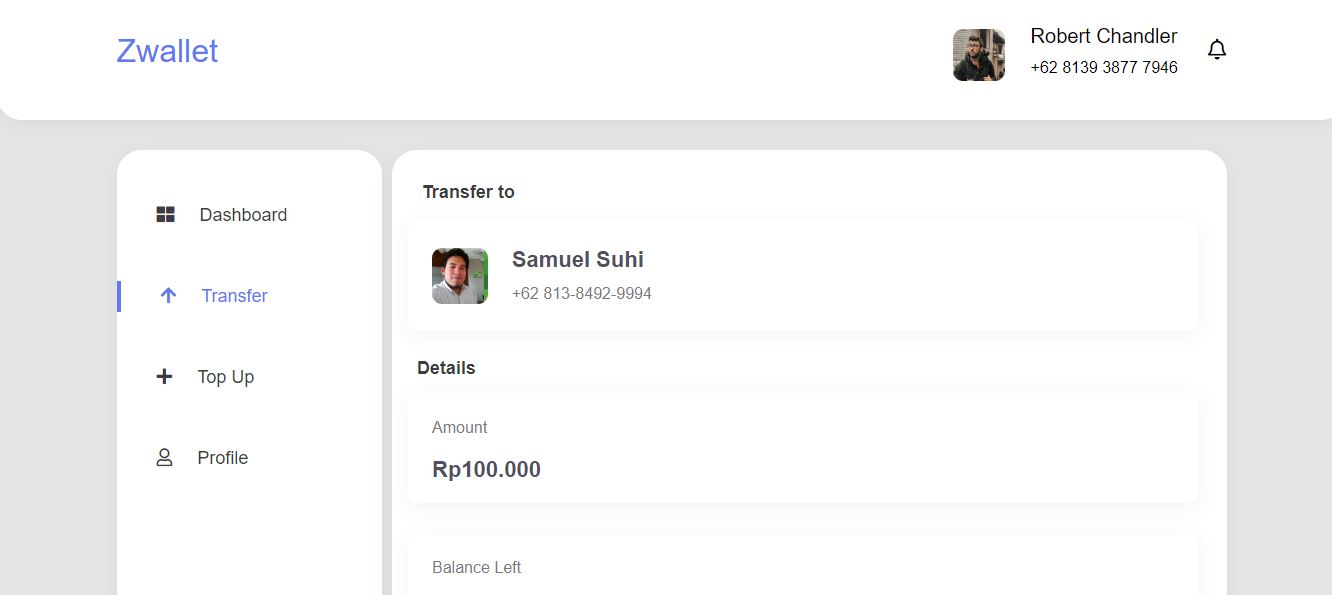 Zwallet
Robert Chandler
+62 8139 3877 7946
Dashboard
Transfer
Top Up
Profile
Transfer to
Samuel Suhi
+62 813-8492-9994
Details
Amount
Rp100.000
Balance Left